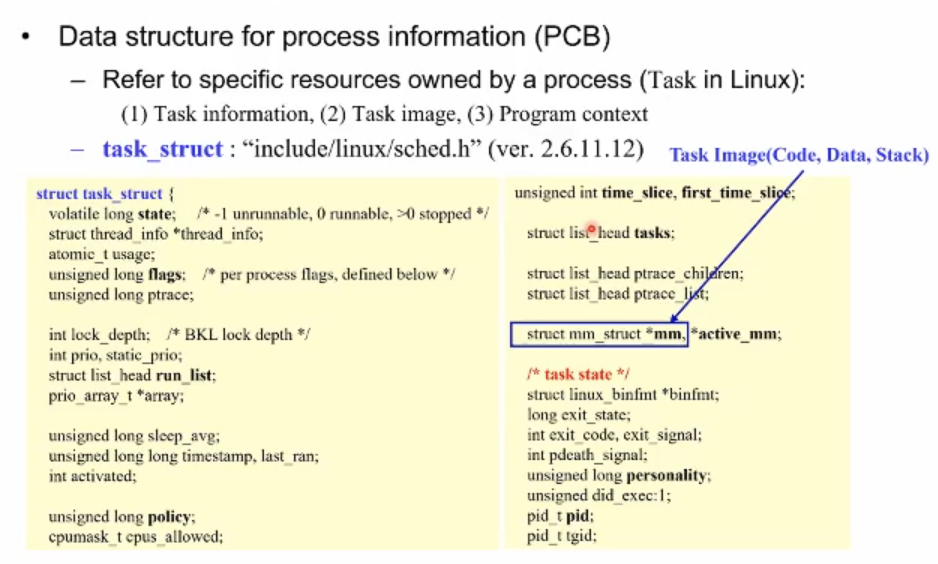 • Data structure for process information (PCB)
– Refer to specific resources owned by a process (Task in Linux):
(1) Task information, (2) Task image, (3) Program context
– task_struct : “include/linux/sched.h” (ver. 2.6.11.12)
Task Image(Code, Data, Stack)
struct task_struct {
volatile long state; /* -1 unrunnable, 0 runnable, >0 stopped */
struct thread_info *thread_info;
atomic_t usage;
unsigned long flags; /* per process flags, defined below */
unsigned long ptrace;
int lock_depth; /* BKL lock depth */
int prio, static_prio;
struct list_head run_list;
prio_array_t *array;
unsigned long sleep_avg;
unsigned long long timestamp, last_ran;
int activated;
unsigned long policy;
cpumask_t cpus_allowed;
unsigned int time_slice, first_time_slice;
struct list_head tasks;
struct list_head ptrace_children;
struct list_head ptrace_list;
struct mm_struct *mm, *active_mm;
/* task state */
struct linux_binfmt *binfmt;
long exit_state;
int exit_code, exit_signal;
int pdeath_signal;
unsigned long personality;
unsigned did_exec:1;
pid_t pid;
pid_t tgid;